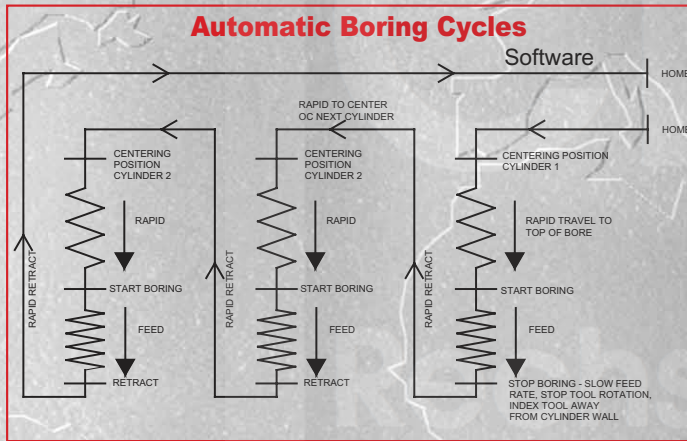 Automatic Boring Cycles
Software
HOME
RAPID TO CENTER
OC NEXT CYLINDER
HOME
CENTERING
POSITION
CYLINDER 2
CENTERING
POSITION
CYLINDER 2
CENTERING POSITION
CYLINDER 1
RAPID
RAPID
RAPID TRAVEL TO
TOP OF BORE
RAPID RETRACT
RAPID RETRACT
RAPID RETRACT
START BORING
START BORING
START BORING
FEED
FEED
FEED
RETRACT
RETRACT
STOP BORING - SLOW FEED
RATE, STOP TOOL ROTATION,
INDEX TOOL AWAY
FROM CYLINDER WALL